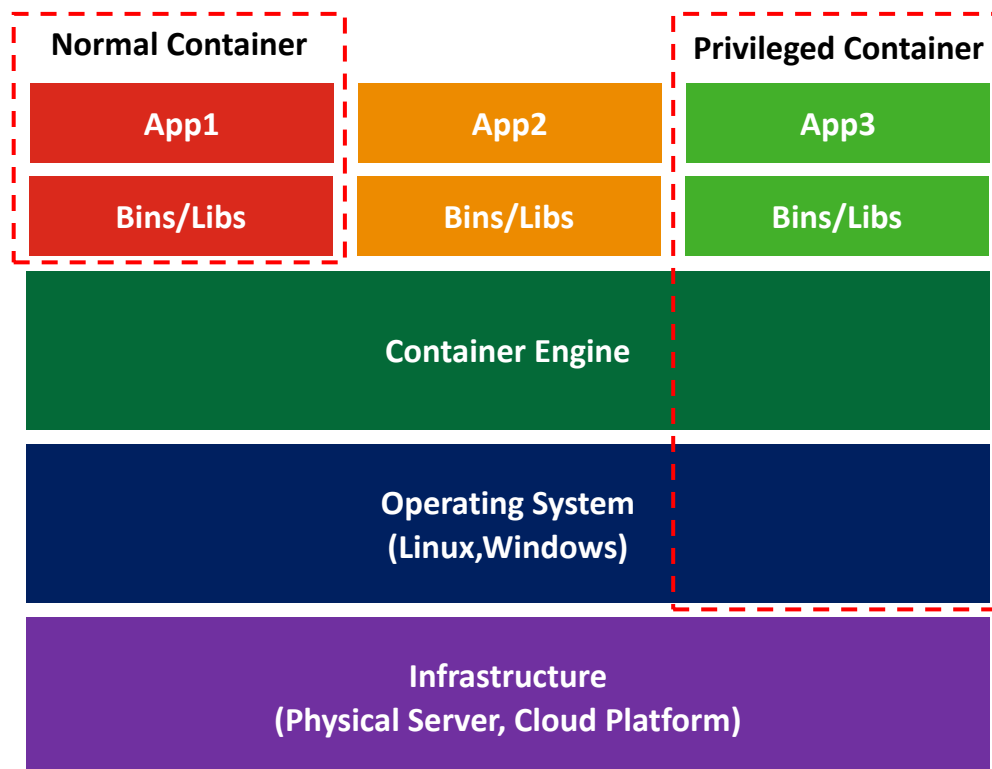 Normal Container
Privileged Container
App1
App2
App3
Bins/Libs
Bins/Libs
Bins/Libs
Container Engine
Operating System
(Linux,Windows)
Infrastructure
(Physical Server, Cloud Platform)